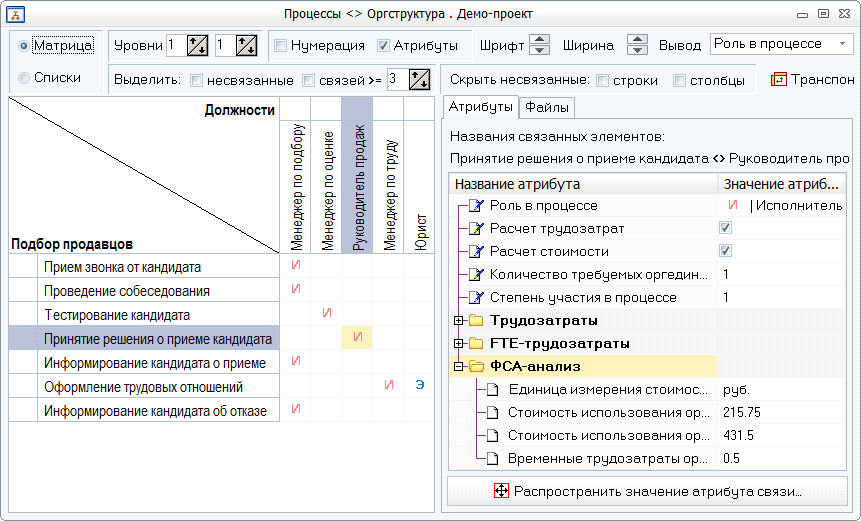 Процессы <> Оргструктура . Демо-проект
Матрица
Уровни 1 1
Нумерация
Атрибуты
Шрифт
Ширина
Вывод
Роль в процессе
Списки
Выделить:
несвязанные
связей >= 3
Скрыть несвязанные:
строки
столбцы
Транспон
Должности
Менеджер по подбору
Менеджер по оценке
Руководитель продаж
Менеджер по труду
Юрист
Подбор продавцов
Прием звонка от кандидата И
Проведение собеседования И
Тестирование кандидата И
Принятие решения о приеме кандидата И
Информирование кандидата о приеме И
Оформление трудовых отношений И Э
Информирование кандидата об отказе И
Атрибуты
Файлы
Названия связанных элементов:
Принятие решения о приеме кандидата <> Руководитель про
Название атрибута Значение атриб...
Роль в процессе И | Исполнитель
Расчет трудозатрат
Расчет стоимости
Количество требуемых оргедин... 1
Степень участия в процессе 1
Трудозатраты
FTE-трудозатраты
ФСА-анализ
Единица измерения стоимос... руб.
Стоимость использования ор... 215.75
Стоимость использования ор... 431.5
Временные трудозатраты ор... 0.5
Распространить значение атрибута связи...